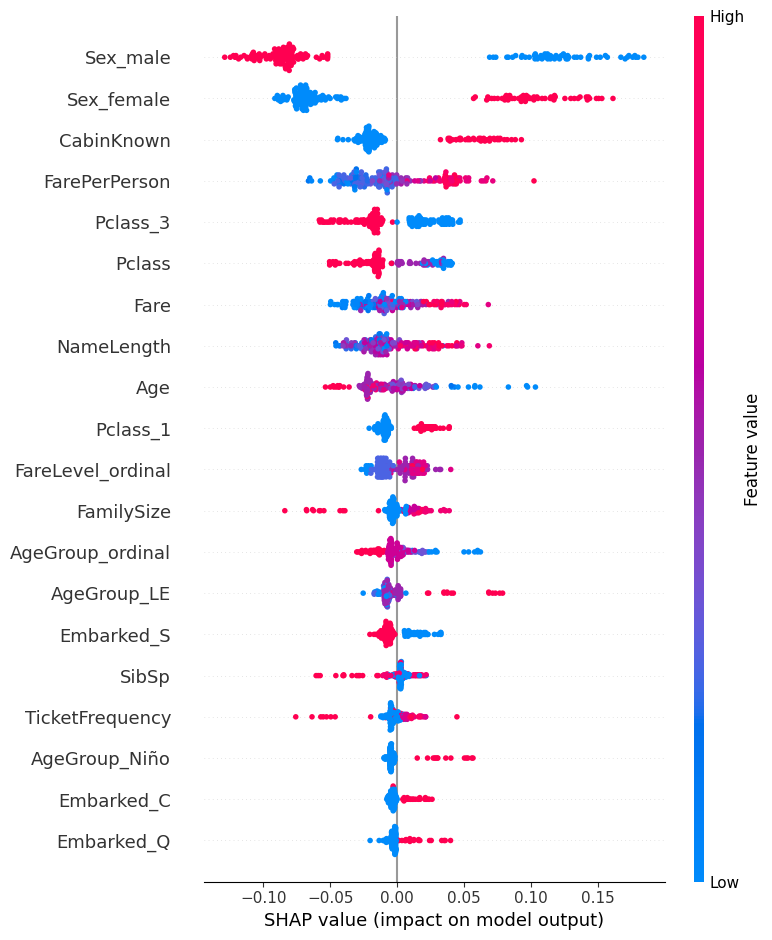 High
Sex_male
Sex_female
CabinKnown
FarePerPerson
Pclass_3
Pclass
Fare
NameLength
Age
Pclass_1
FareLevel_ordinal
FamilySize
AgeGroup_ordinal
AgeGroup_LE
Embarked_S
SibSp
TicketFrequency
AgeGroup_Niño
Embarked_C
Embarked_Q
Feature value
Low
−0.10 −0.05 0.00 0.05 0.10 0.15
SHAP value (impact on model output)